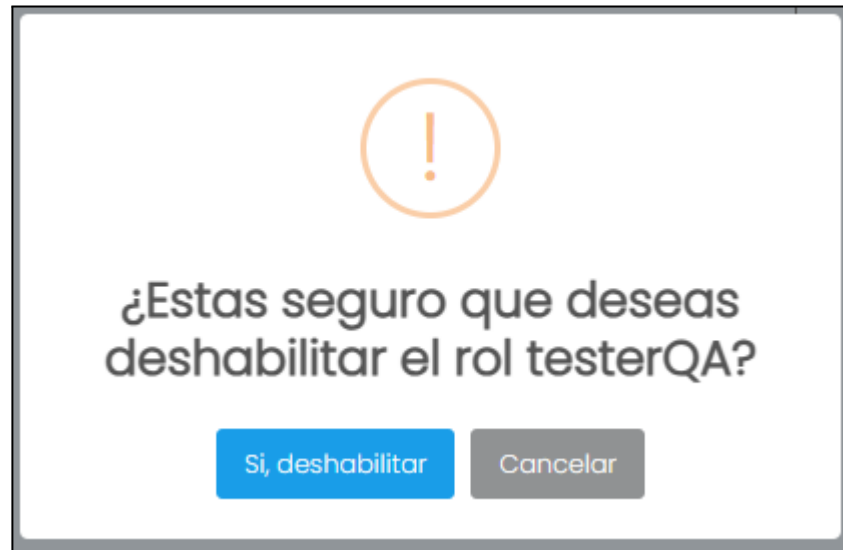 ¿Estas seguro que deseas
deshabilitar el rol testerQA?
Si, deshabilitar
Cancelar